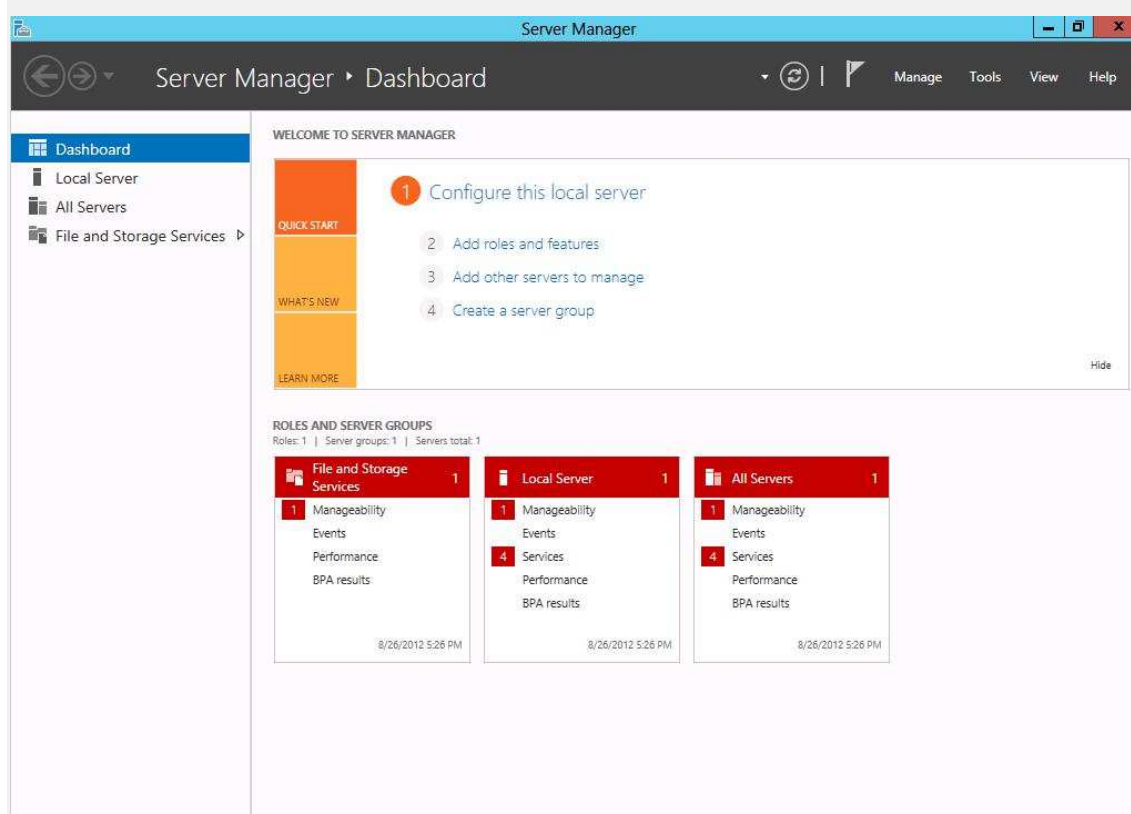 Server Manager
Server Manager ‣ Dashboard
Manage Tools View Help
Dashboard
Local Server
All Servers
File and Storage Services
WELCOME TO SERVER MANAGER
QUICK START
WHAT'S NEW
LEARN MORE
1 Configure this local server
2 Add roles and features
3 Add other servers to manage
4 Create a server group
Hide
ROLES AND SERVER GROUPS
Roles: 1 | Server groups: 1 | Servers total: 1
File and Storage
Services 1
1 Manageability
Events
Performance
BPA results
8/26/2012 5:26 PM
Local Server 1
1 Manageability
Events
4 Services
Performance
BPA results
8/26/2012 5:26 PM
All Servers 1
1 Manageability
Events
4 Services
Performance
BPA results
8/26/2012 5:26 PM